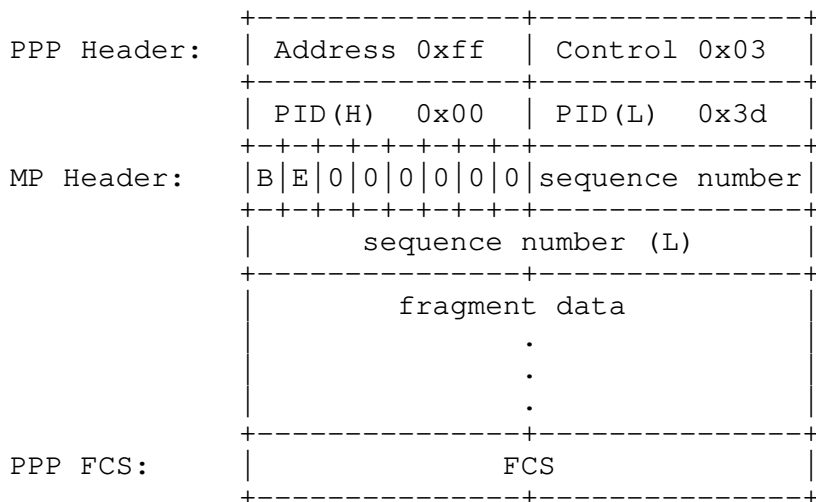 +---------------+---------------+
PPP Header: | Address 0xff | Control 0x03 |
+---------------+---------------+
| PID(H) 0x00 | PID(L) 0x3d |
+-+-+-+-+-+-+-+-+---------------+
MP Header: |B|E|0|0|0|0|0|0|sequence number|
+-+-+-+-+-+-+-+-+---------------+
| sequence number (L) |
+---------------+---------------+
| fragment data |
| . |
| . |
| . |
+---------------+---------------+
PPP FCS: | FCS |
+---------------+---------------+